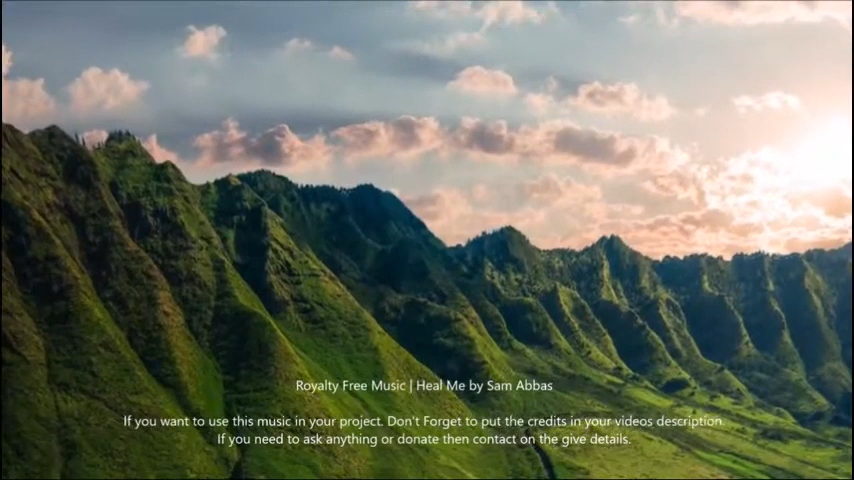 Royalty Free Music | Heal Me by Sam Abbas
If you want to use this music in your project. Don't Forget to put the credits in your videos description.
If you need to ask anything or donate then contact on the give details.